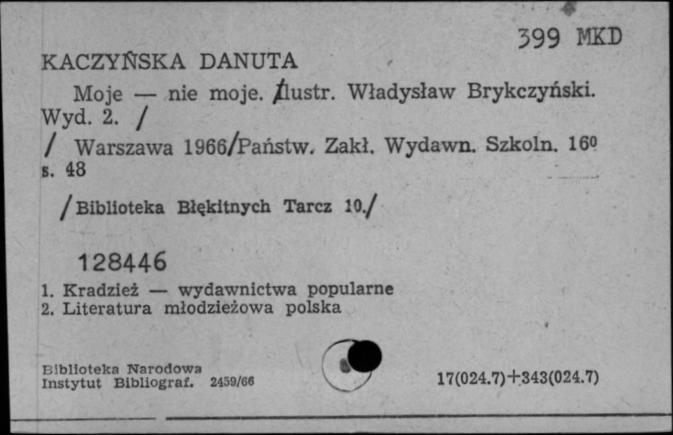 399 MKD
KACZYŃSKA DANUTA
Moje — nie moje. Ilustr. Władysław Brykczyński.
Wyd. 2. /
/ Warszawa 1966/Państw. Zakł. Wydawn. Szkoln. 16º
s. 48
/Biblioteka Błękitnych Tarcz 10./
128446
1. Kradzież — wydawnictwa popularne
2. Literatura młodzieżowa polska
Biblioteka Narodowa
Instytut Bibliograf. 2459/66
17(024.7)+343(024.7)